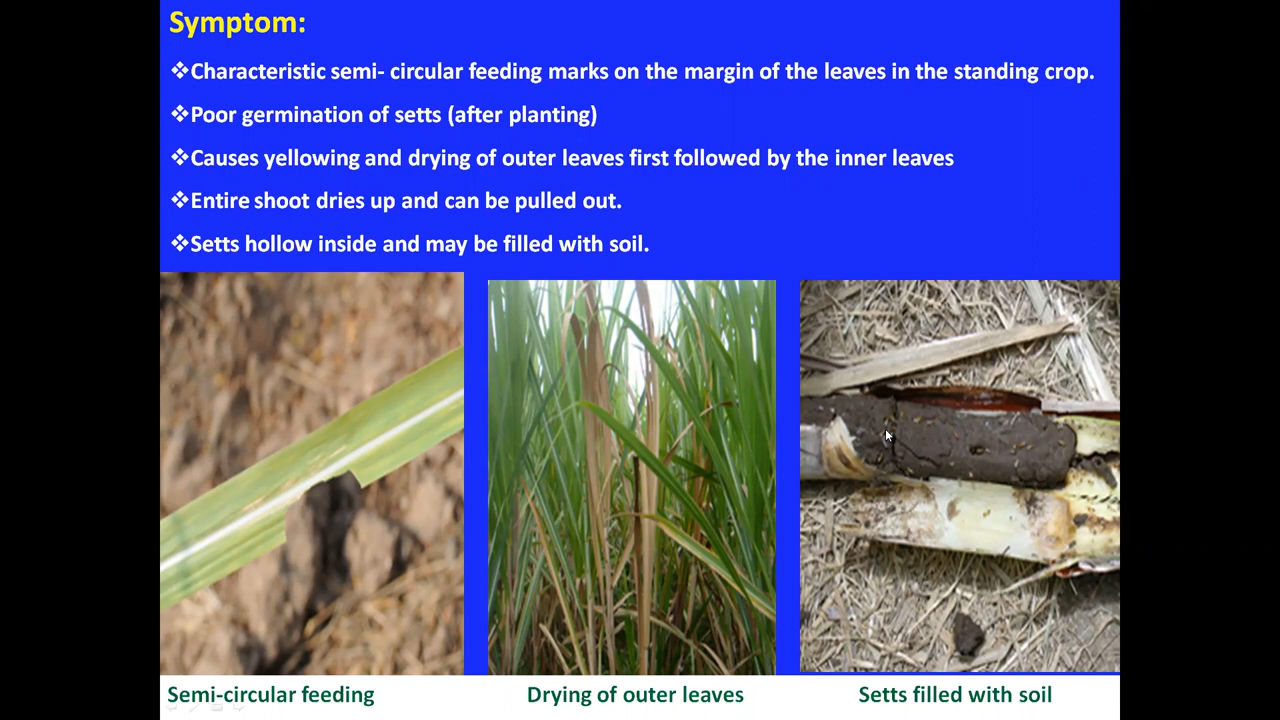 Symptom:
❖Characteristic semi- circular feeding marks on the margin of the leaves in the standing crop.
❖Poor germination of setts (after planting)
❖Causes yellowing and drying of outer leaves first followed by the inner leaves
❖Entire shoot dries up and can be pulled out.
❖Setts hollow inside and may be filled with soil.
Semi-circular feeding
Drying of outer leaves
Setts filled with soil